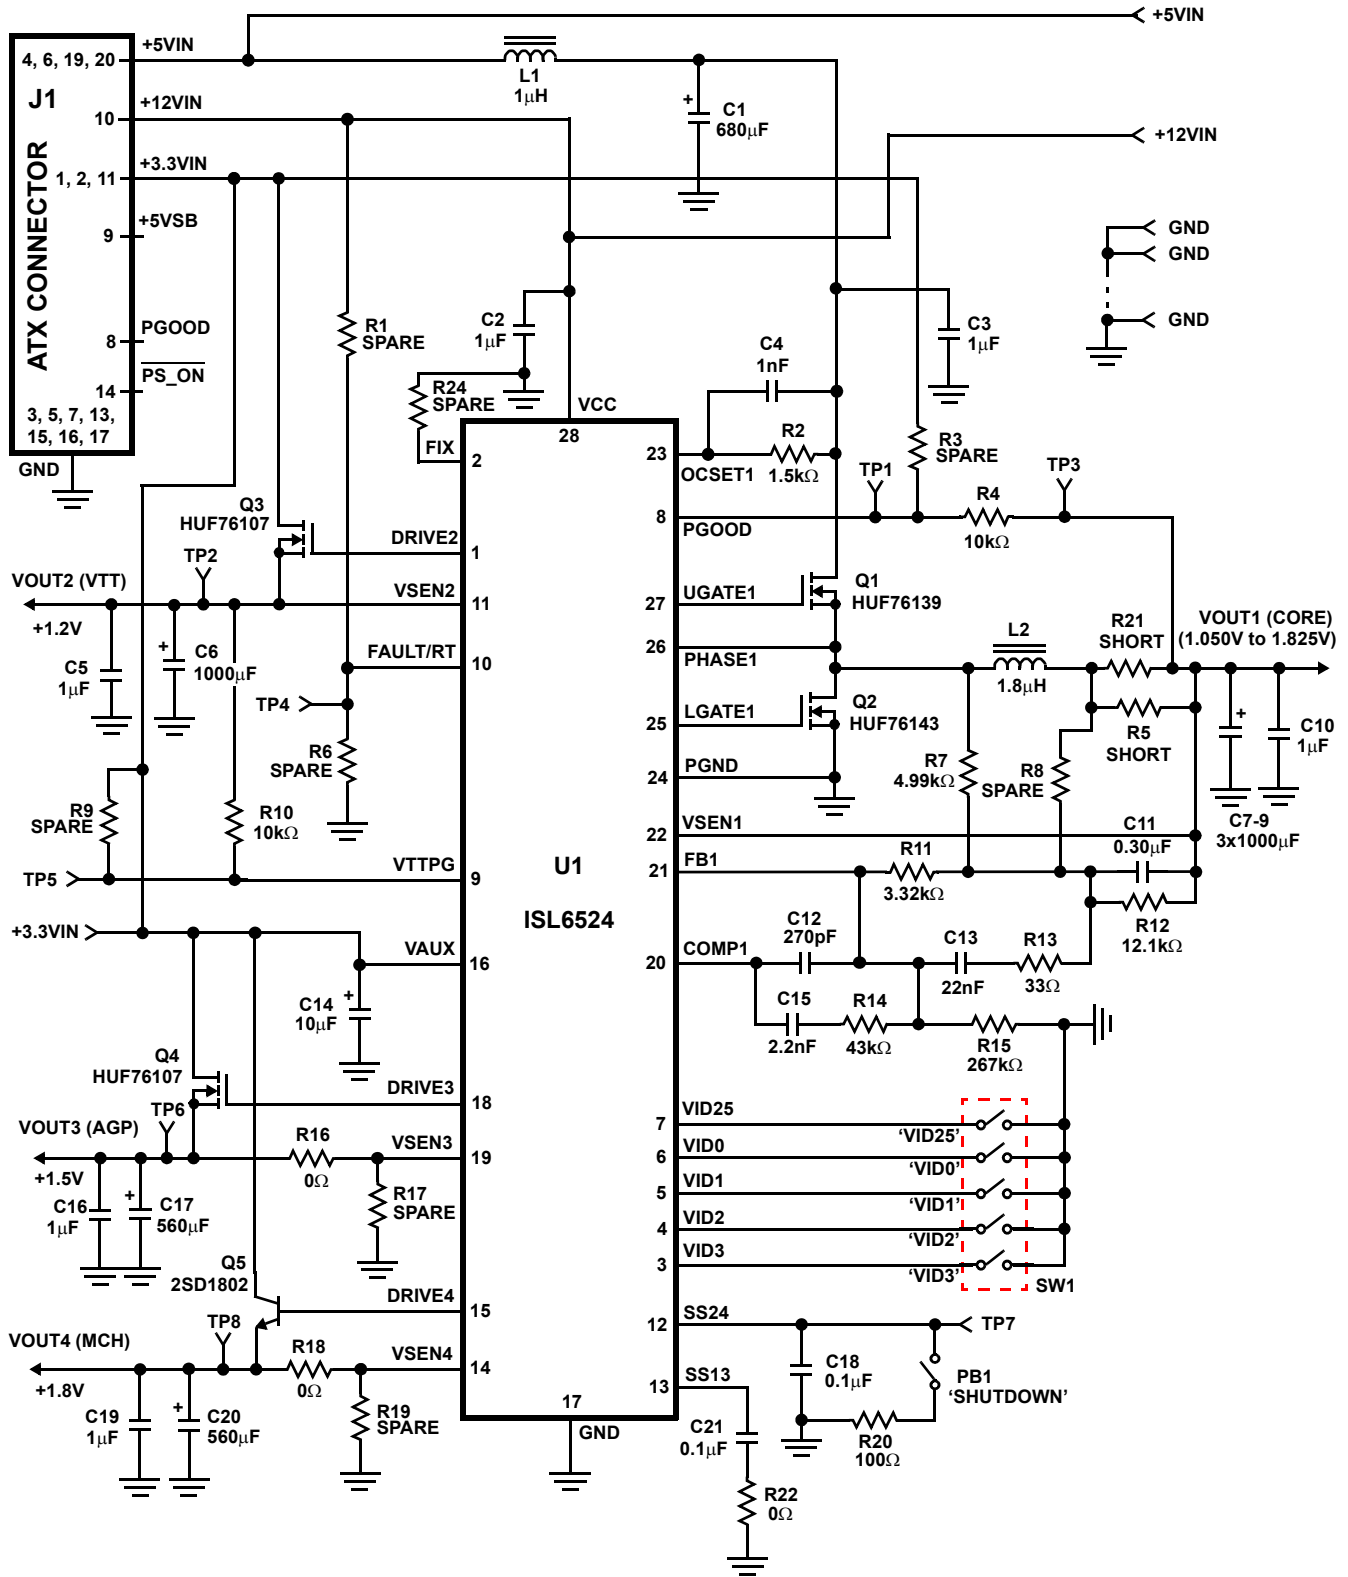 +5VIN
+5VIN
4, 6, 19, 20
J1
L1
1μH
+12VIN
10
+
C1
680μF
+12VIN
+3.3VIN
1, 2, 11
ATX CONNECTOR
+5VSB
9
GND
GND
GND
PGOOD
8
PS_ON
14
3, 5, 7, 13,
15, 16, 17
GND
R1
SPARE
C2
1μF
C3
1μF
C4
1nF
R24
SPARE
VCC
28
FIX
2
23
OCSET1
R2
1.5kΩ
R3
SPARE
TP1
TP3
Q3
HUF76107
8
PGOOD
R4
10kΩ
DRIVE2
1
TP2
VOUT2 (VTT)
+1.2V
VSEN2
11
27
UGATE1
Q1
HUF76139
C5
1μF
+
C6
1000μF
FAULT/RT
10
26
PHASE1
L2
1.8μH
R21
SHORT
VOUT1 (CORE)
(1.050V to 1.825V)
TP4
25
LGATE1
Q2
HUF76143
R5
SHORT
+
C10
1μF
R6
SPARE
24
PGND
R7
4.99kΩ
R8
SPARE
C7-9
3x1000μF
R9
SPARE
R10
10kΩ
22
VSEN1
C11
0.30μF
U1
ISL6524
TP5
VTTPG
9
21
FB1
R11
3.32kΩ
R12
12.1kΩ
+3.3VIN
VAUX
16
20
COMP1
C12
270pF
C13
22nF
R13
33Ω
+
C14
10μF
C15
2.2nF
R14
43kΩ
R15
267kΩ
Q4
HUF76107
DRIVE3
18
TP6
VOUT3 (AGP)
+1.5V
R16
0Ω
VSEN3
19
7
VID25
‘VID25’
6
VID0
‘VID0’
5
VID1
‘VID1’
4
VID2
‘VID2’
3
VID3
‘VID3’
SW1
C16
1μF
+
C17
560μF
R17
SPARE
Q5
2SD1802
DRIVE4
15
12
SS24
TP7
TP8
VOUT4 (MCH)
+1.8V
R18
0Ω
VSEN4
14
13
SS13
C18
0.1μF
PB1
‘SHUTDOWN’
C19
1μF
+
C20
560μF
R19
SPARE
17
GND
C21
0.1μF
R20
100Ω
R22
0Ω